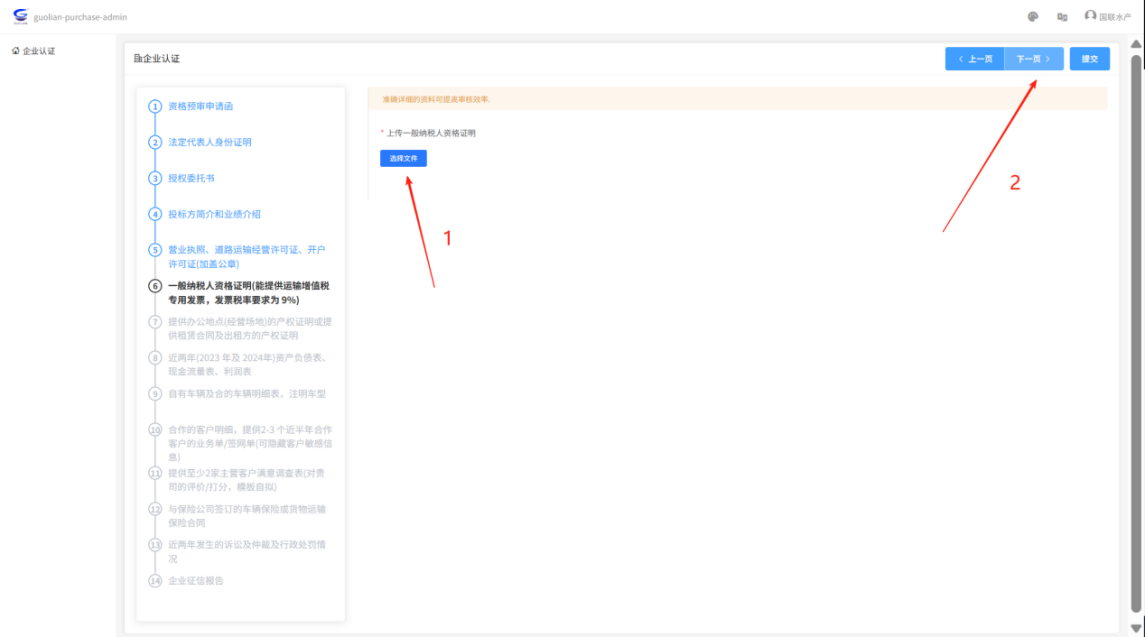 guolian-purchase-admin
国联水产
企业认证
企业认证
上一页
下一页
提交
1 资格预审申请函
2 法定代表人身份证明
3 授权委托书
4 投标方简介和业绩介绍
5 营业执照、道路运输经营许可证、开户
许可证(加盖公章)
6 一般纳税人资格证明(能提供运输增值税
专用发票，发票税率要求为 9%)
7 提供办公地点(经营场地)的产权证明或提
供租赁合同及出租方的产权证明
8 近两年(2023 年及 2024年)资产负债表、
现金流量表、利润表
9 自有车辆及合的车辆明细表，注明车型
10 合作的客户明细，提供2-3 个近半年合作
客户的业务单/签网单(可隐藏客户敏感信
息)
11 提供至少2家主营客户满意调查表(对贵
司的评价/打分，模板自拟)
12 与保险公司签订的车辆保险或货物运输
保险合同
13 近两年发生的诉讼及仲裁及行政处罚情
况
14 企业征信报告
准确详细的资料可提高审核效率.
* 上传一般纳税人资格证明
选择文件
1
2